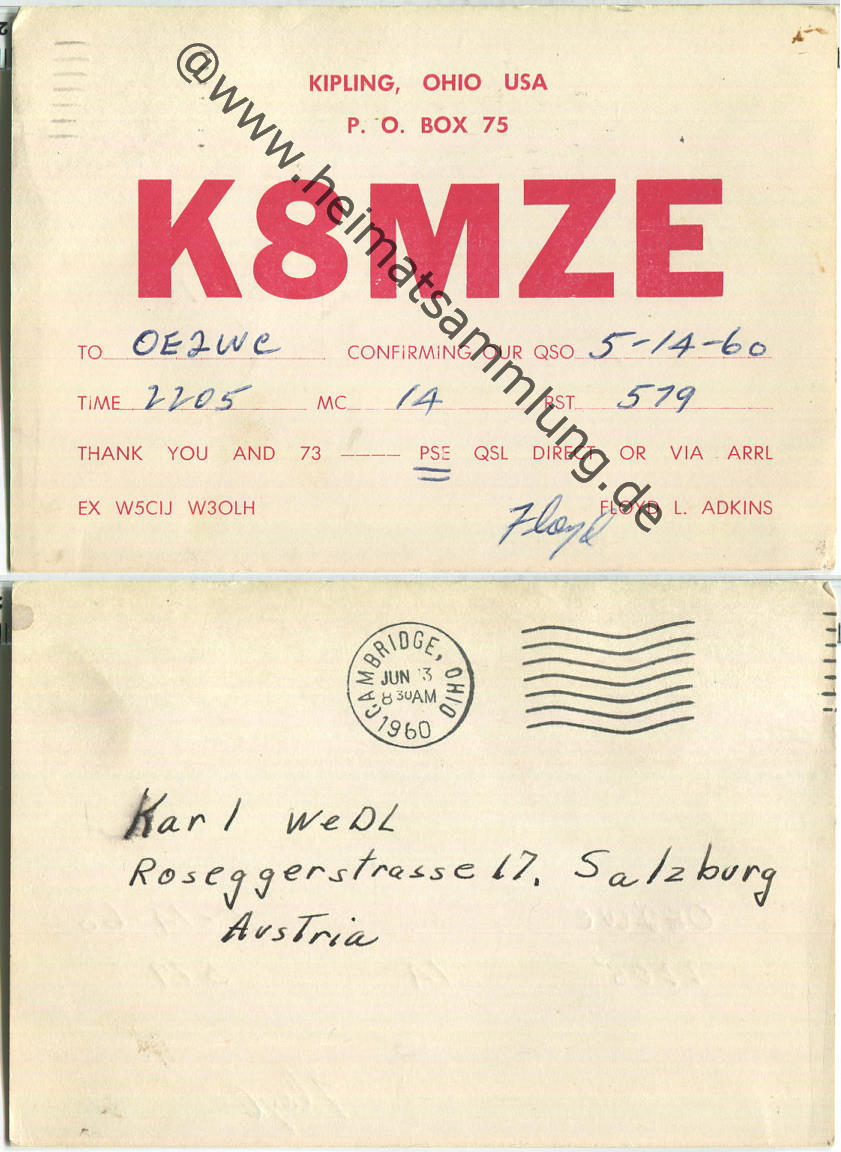 KIPLING, OHIO USA
P. O. BOX 75
K8MZE
TO OE2WC CONFIRMING OUR QSO 5-14-60
TIME 2205 MC 14 RST 579
THANK YOU AND 73 ---- PSE QSL DIRECT OR VIA ARRL
EX W5CIJ W3OLH Floyd FLOYD L. ADKINS
@www.heimatsammlung.de
CAMBRIDGE, OHIO
JUN 3
8 30 AM
1960
Karl WeDL
Roseggerstrasse 17. Salzburg
Austria